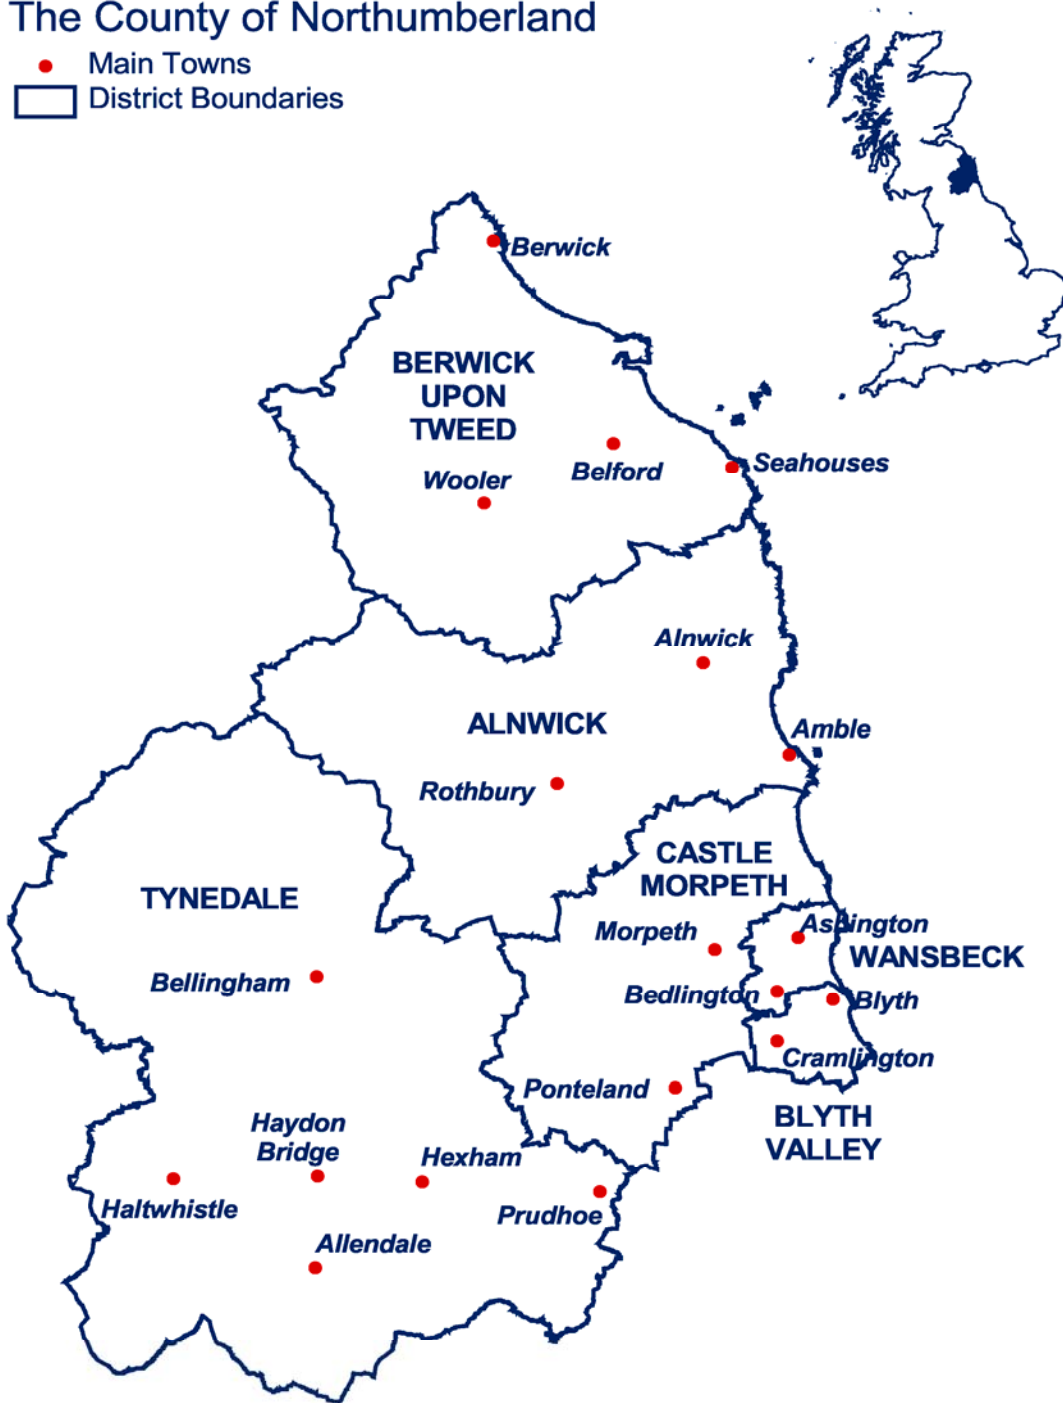 The County of Northumberland
Main Towns
District Boundaries
Berwick
BERWICK
UPON
TWEED
Seahouses
Belford
Wooler
Alnwick
ALNWICK
Amble
Rothbury
CASTLE
MORPETH
TYNEDALE
Ashington
Morpeth
WANSBECK
Bellingham
Bedlington
Blyth
Cramlington
Ponteland
BLYTH
VALLEY
Haydon
Bridge
Hexham
Haltwhistle
Prudhoe
Allendale